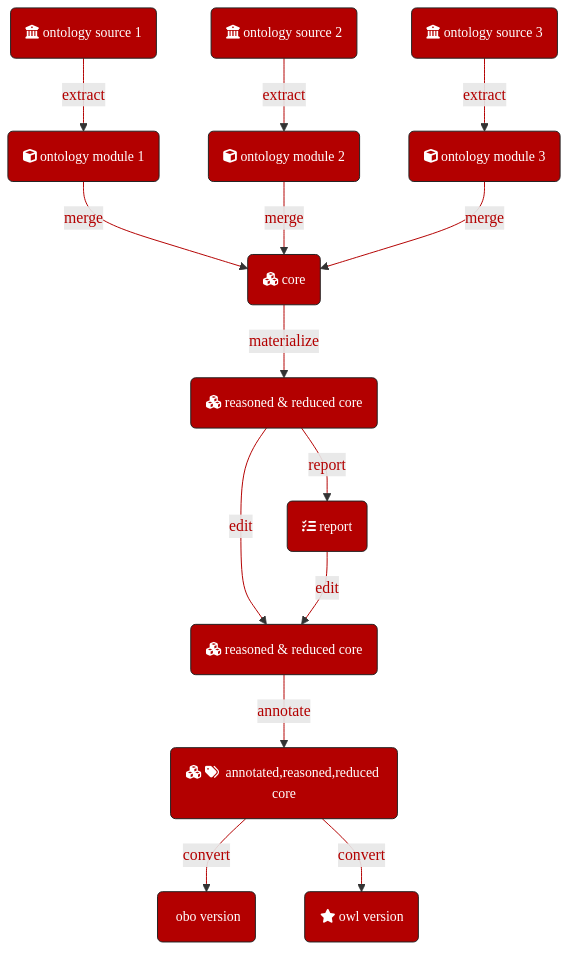 ontology source 1
ontology source 2
ontology source 3
extract
extract
extract
ontology module 1
ontology module 2
ontology module 3
merge
merge
merge
core
materialize
reasoned & reduced core
report
edit
report
edit
reasoned & reduced core
annotate
annotated,reasoned,reduced
core
convert
convert
obo version
owl version